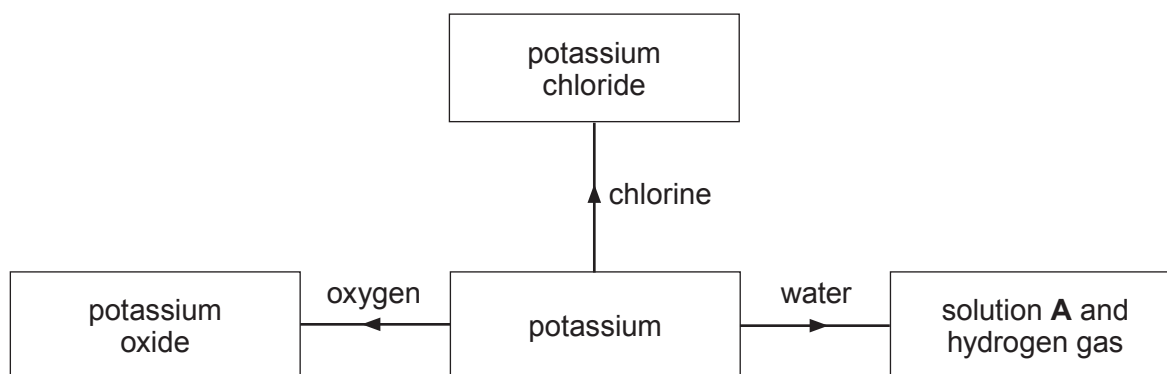 potassium
chloride
chlorine
potassium
oxide
oxygen
potassium
water
solution A and
hydrogen gas